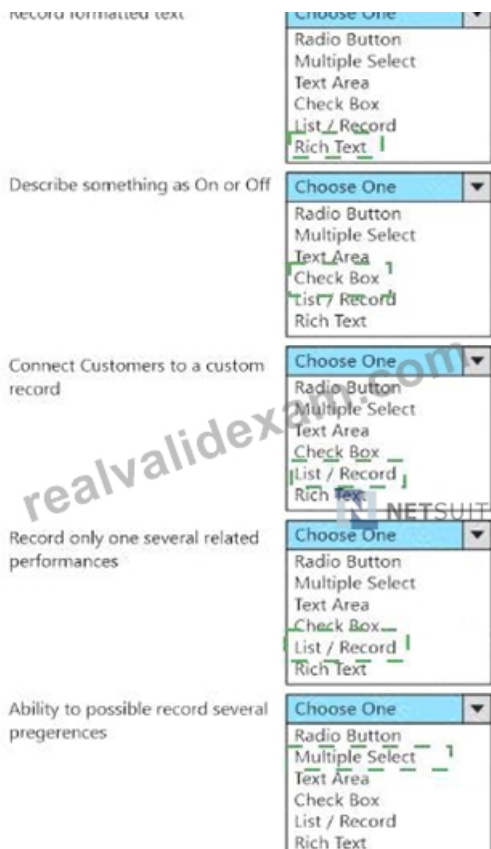 Record formatted text
Choose One
Radio Button
Multiple Select
Text Area
Check Box
List / Record
Rich Text
Describe something as On or Off
Choose One
Radio Button
Multiple Select
Text Area
Check Box
List / Record
Rich Text
Connect Customers to a custom
record
Choose One
Radio Button
Multiple Select
Text Area
Check Box
List / Record
Rich Text
realvalidexam.com
N NETSUIT
Record only one several related
performances
Choose One
Radio Button
Multiple Select
Text Area
Check Box
List / Record
Rich Text
Ability to possible record several
pregerences
Choose One
Radio Button
Multiple Select
Text Area
Check Box
List / Record
Rich Text